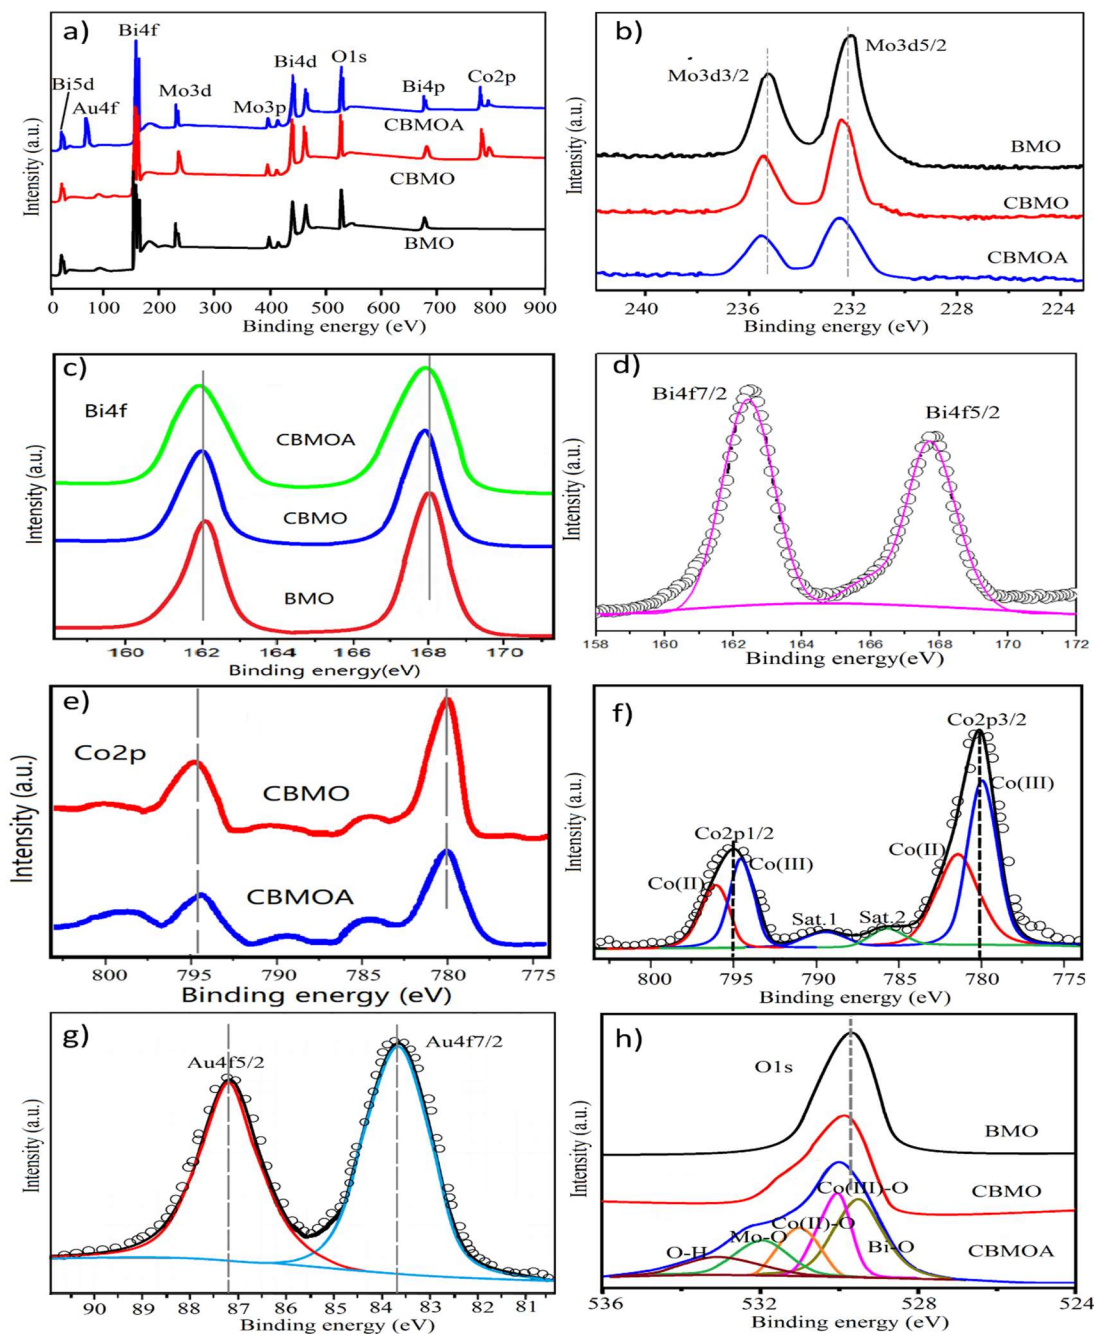 a)
Bi4f
Bi5d
Au4f
Mo3d
Mo3p
Bi4d
O1s
Bi4p
Co2p
CBMOA
CBMO
BMO
Intensity (a.u.)
0 100 200 300 400 500 600 700 800 900
Binding energy (eV)
b)
Mo3d5/2
Mo3d3/2
BMO
CBMO
CBMOA
Intensity (a.u.)
240 236 232 228 224
Binding energy (eV)
c)
Bi4f
CBMOA
CBMO
BMO
Intensity (a.u.)
160 162 164 166 168 170
Binding energy(eV)
d)
Bi4f7/2
Bi4f5/2
Intensity (a.u.)
158 160 162 164 166 168 170 172
Binding energy(eV)
e)
Co2p
CBMO
CBMOA
Intensity (a.u.)
800 795 790 785 780 775
Binding energy (eV)
f)
Co2p3/2
Co(III)
Co2p1/2
Co(II)
Co(III)
Co(II)
Sat.1
Sat.2
Intensity (a.u.)
800 795 790 785 780 775
Binding energy (eV)
g)
Au4f5/2
Au4f7/2
Intensity (a.u.)
90 89 88 87 86 85 84 83 82 81
Binding energy (eV)
h)
O1s
BMO
CBMO
Co(III)-O
Co(II)-O
Mo-O
O-H
Bi-O
CBMOA
Intensity (a.u.)
536 532 528 524
Binding energy (eV)